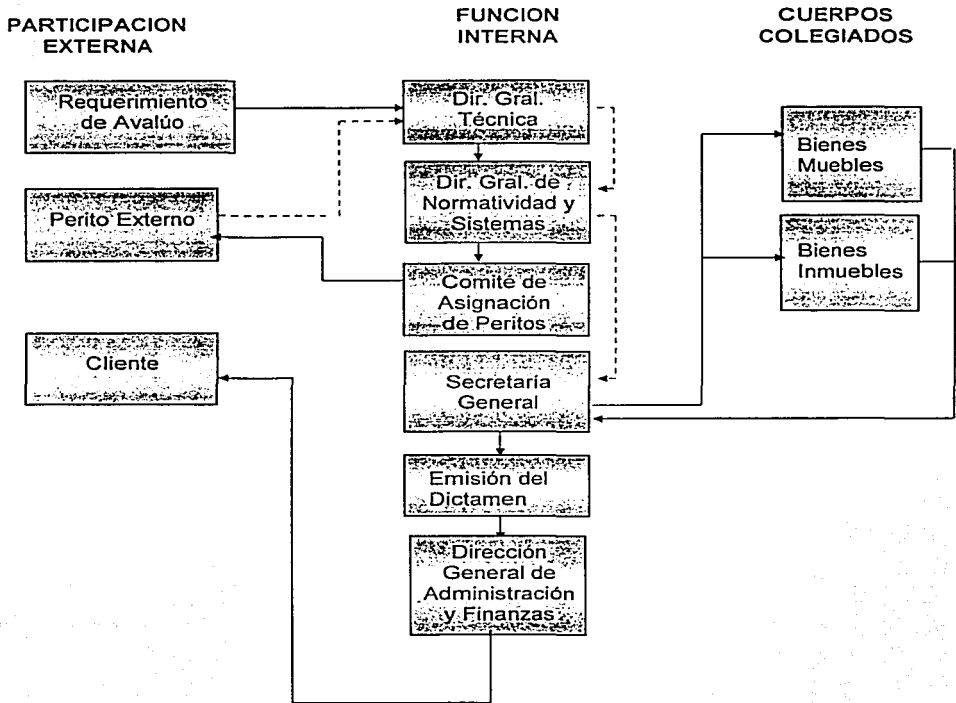 PARTICIPACION
EXTERNA
FUNCION
INTERNA
CUERPOS
COLEGIADOS
Requerimiento
de Avalúo
Dir. Gral.
Técnica
Bienes
Muebles
Dir. Gral. de
Normatividad y
Sistemas
Perito Externo
Bienes
Inmuebles
Comité de
Asignación
de Peritos
Cliente
Secretaría
General
Emisión del
Dictamen
Dirección
General de
Administración
y Finanzas